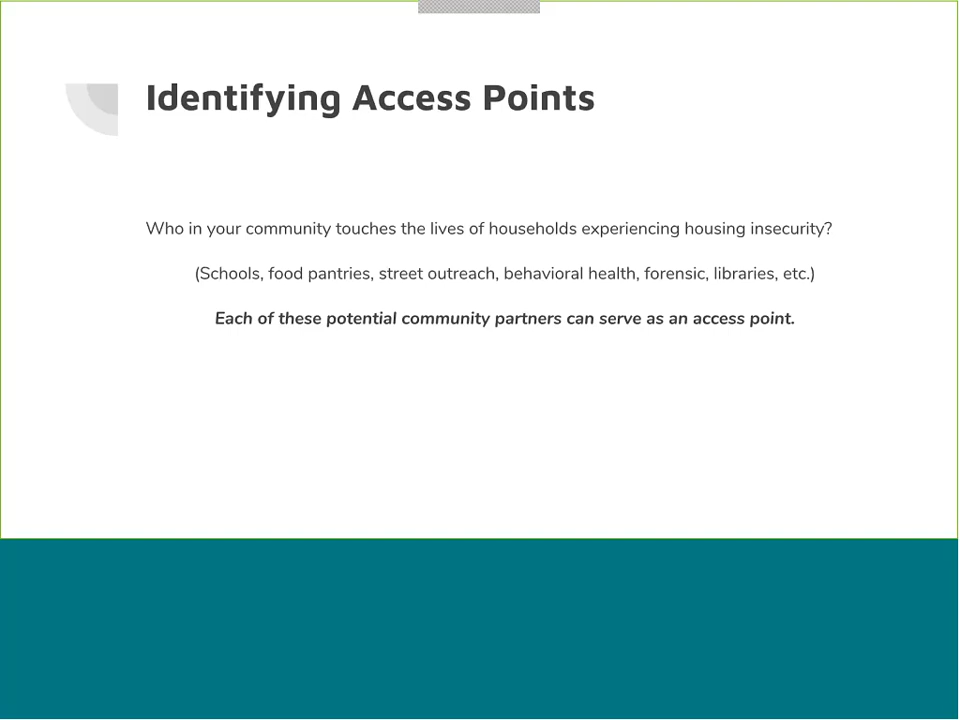 Identifying Access Points
Who in your community touches the lives of households experiencing housing insecurity?
(Schools, food pantries, street outreach, behavioral health, forensic, libraries, etc.)
Each of these potential community partners can serve as an access point.